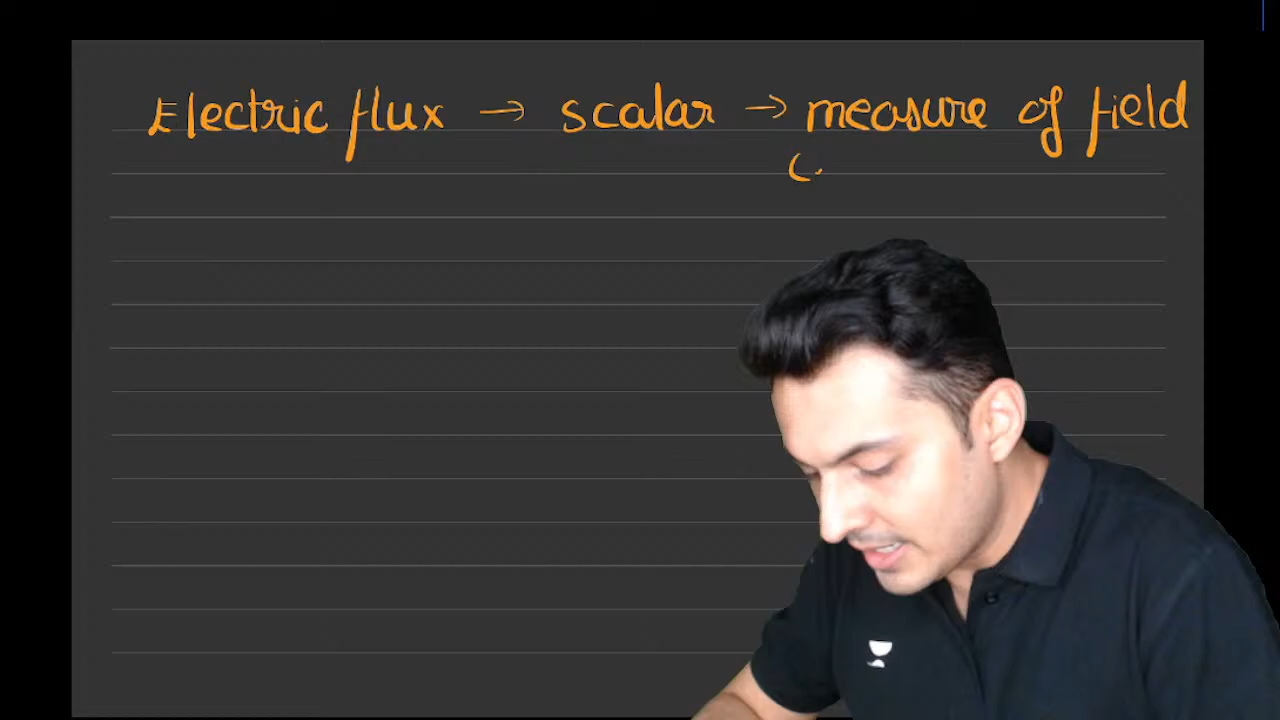 Electric flux → scalar → measure of field